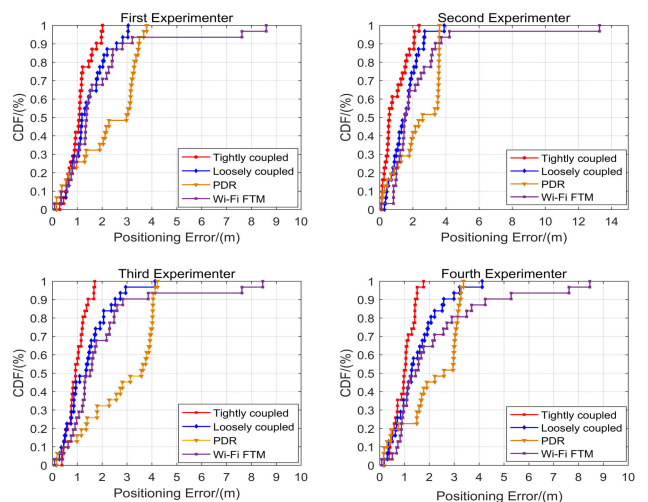 First Experimenter
CDF/(%)
1
0.9
0.8
0.7
0.6
0.5
0.4
0.3
0.2
0.1
0
Tightly coupled
Loosely coupled
PDR
Wi-Fi FTM
0 1 2 3 4 5 6 7 8 9 10
Positioning Error/(m)
Second Experimenter
CDF/(%)
1
0.9
0.8
0.7
0.6
0.5
0.4
0.3
0.2
0.1
0
Tightly coupled
Loosely coupled
PDR
Wi-Fi FTM
0 2 4 6 8 10 12 14
Positioning Error/(m)
Third Experimenter
CDF/(%)
1
0.9
0.8
0.7
0.6
0.5
0.4
0.3
0.2
0.1
0
Tightly coupled
Loosely coupled
PDR
Wi-Fi FTM
0 1 2 3 4 5 6 7 8 9 10
Positioning Error/(m)
Fourth Experimenter
CDF/(%)
1
0.9
0.8
0.7
0.6
0.5
0.4
0.3
0.2
0.1
0
Tightly coupled
Loosely coupled
PDR
Wi-Fi FTM
0 1 2 3 4 5 6 7 8 9 10
Positioning Error/(m)